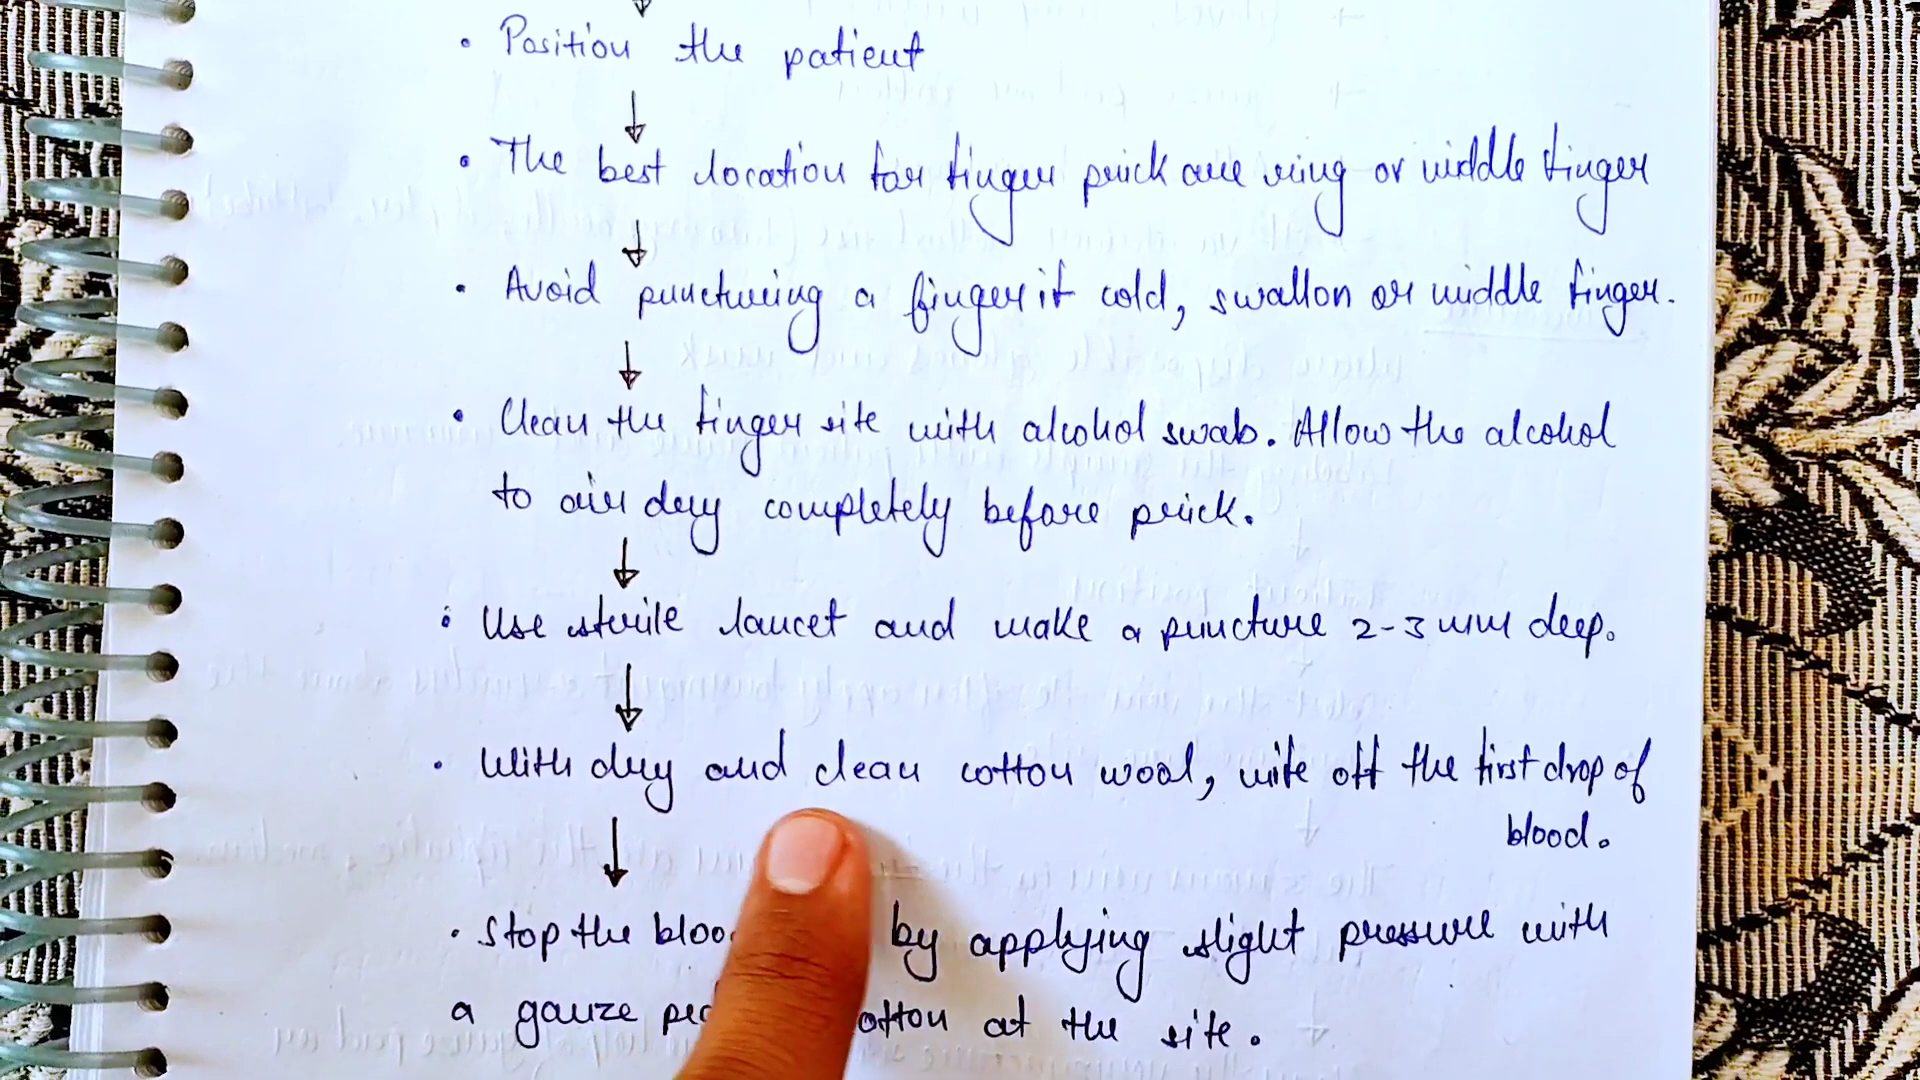 • Position the patient
• The best location for finger prick are ring or middle finger
• Avoid puncturing a finger if cold, swallon or middle finger.
• Clean the finger site with alcohol swab. Allow the alcohol
to air dry completely before prick.
• Use sterile lancet and make a puncture 2-3 mm deep.
• With dry and clean cotton wool, wife off the first drop of
blood.
• Stop the by applying slight pressure with
a gauze at the site.